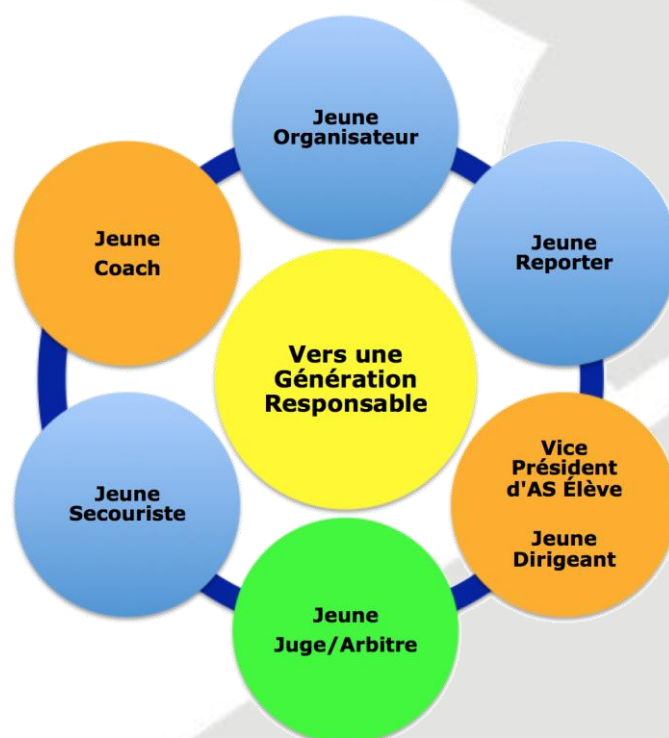 Jeune
Organisateur
Jeune
Coach
Jeune
Reporter
Vers une
Génération
Responsable
Jeune
Secouriste
Vice
Président
d'AS Élève
Jeune
Dirigeant
Jeune
Juge/Arbitre